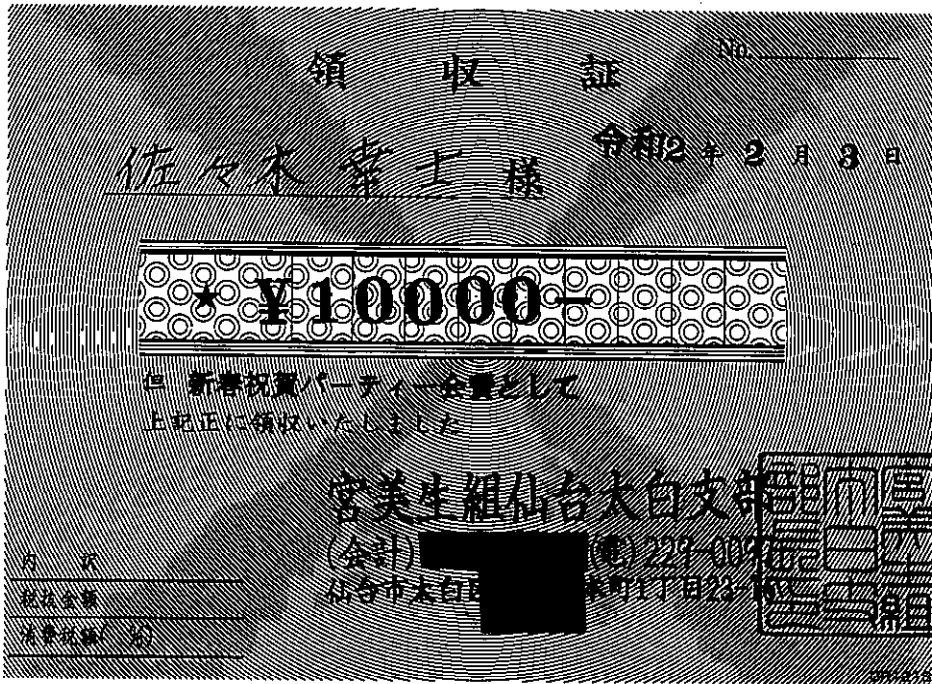 領 収 証
No.
佐々木 幸士 様
令和2 年 2 月 3 日
★ ¥10000-
但 新春祝賀パーティー会費として
上記正に領収いたしました
宮美生組仙台太白支部
(会計) (電)229-009
仙台市太白 町1丁目23-
内 訳
税抜金額
消費税額( %)